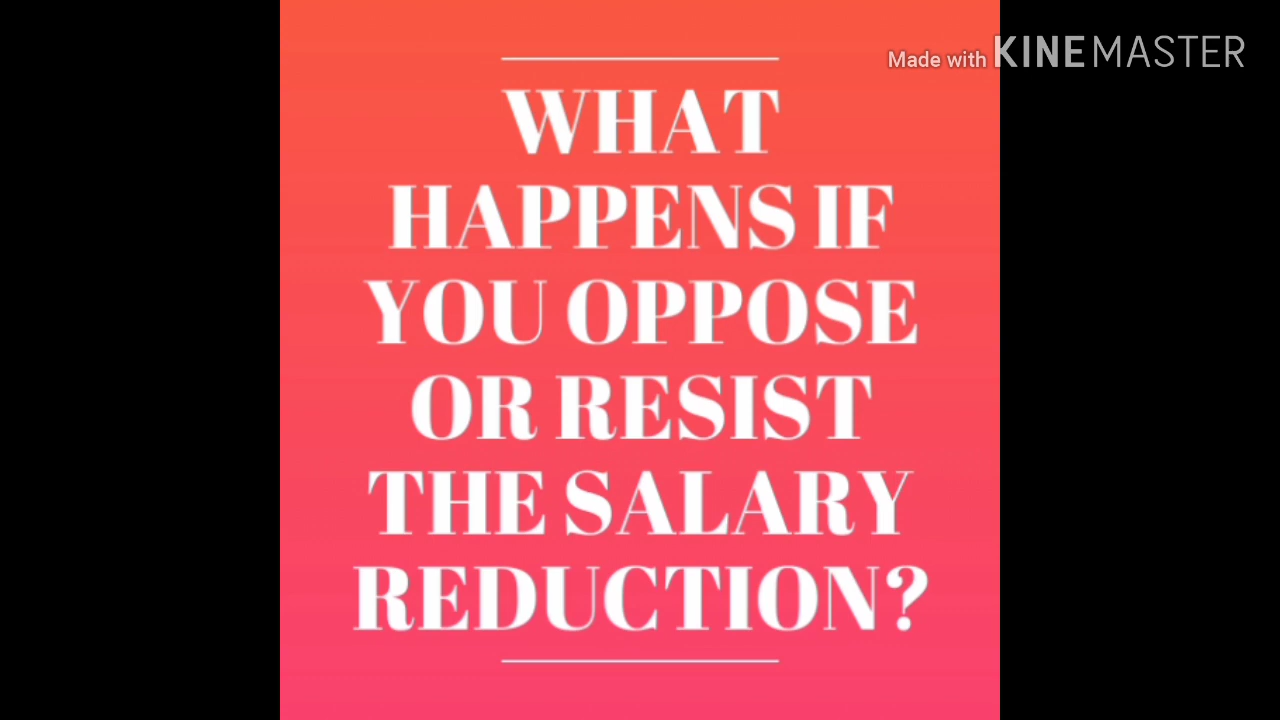 Made with KINEMASTER
WHAT
HAPPENS IF
YOU OPPOSE
OR RESIST
THE SALARY
REDUCTION?